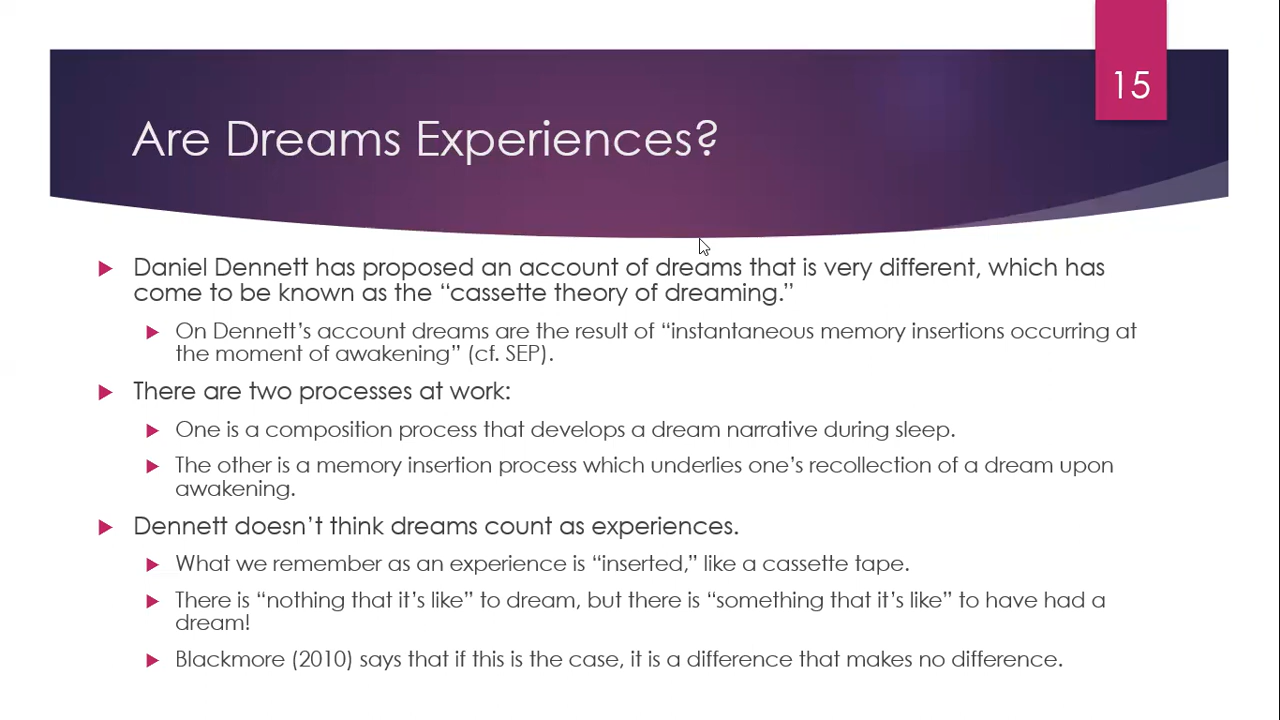 15
Are Dreams Experiences?
Daniel Dennett has proposed an account of dreams that is very different, which has
come to be known as the “cassette theory of dreaming.”
On Dennett’s account dreams are the result of “instantaneous memory insertions occurring at
the moment of awakening” (cf. SEP).
There are two processes at work:
One is a composition process that develops a dream narrative during sleep.
The other is a memory insertion process which underlies one’s recollection of a dream upon
awakening.
Dennett doesn’t think dreams count as experiences.
What we remember as an experience is “inserted,” like a cassette tape.
There is “nothing that it’s like” to dream, but there is “something that it’s like” to have had a
dream!
Blackmore (2010) says that if this is the case, it is a difference that makes no difference.